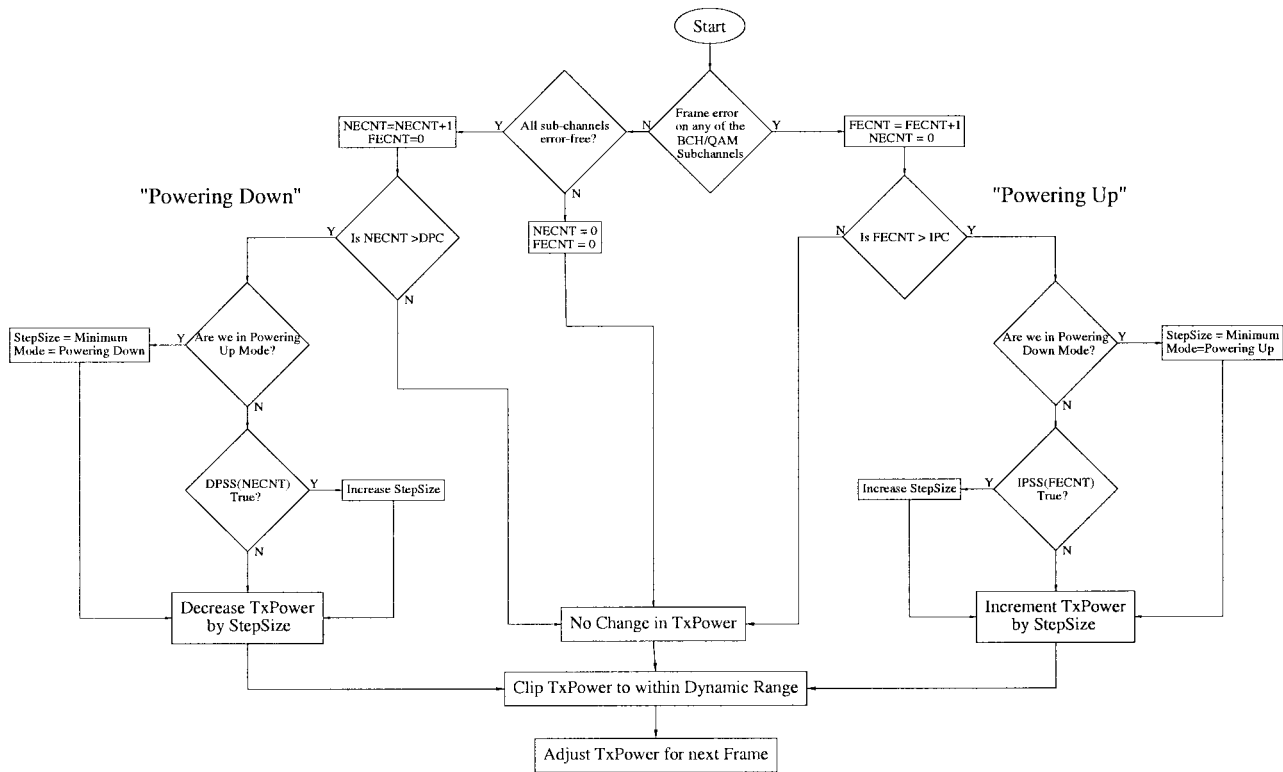 Start
Frame error
on any of the
BCH/QAM
Subchannels
N
Y
All sub-channels
error-free?
Y
N
NECNT=NECNT+1
FECNT=0
FECNT = FECNT+1
NECNT = 0
"Powering Down"
"Powering Up"
Is NECNT >DPC
Y
N
NECNT = 0
FECNT = 0
Is FECNT > IPC
N
Y
Are we in Powering
Up Mode?
Y
N
StepSize = Minimum
Mode = Powering Down
Are we in Powering
Down Mode?
Y
N
StepSize = Minimum
Mode=Powering Up
DPSS(NECNT)
True?
Y
N
Increase StepSize
Increase StepSize
IPSS(FECNT)
True?
Y
N
Decrease TxPower
by StepSize
No Change in TxPower
Increment TxPower
by StepSize
Clip TxPower to within Dynamic Range
Adjust TxPower for next Frame